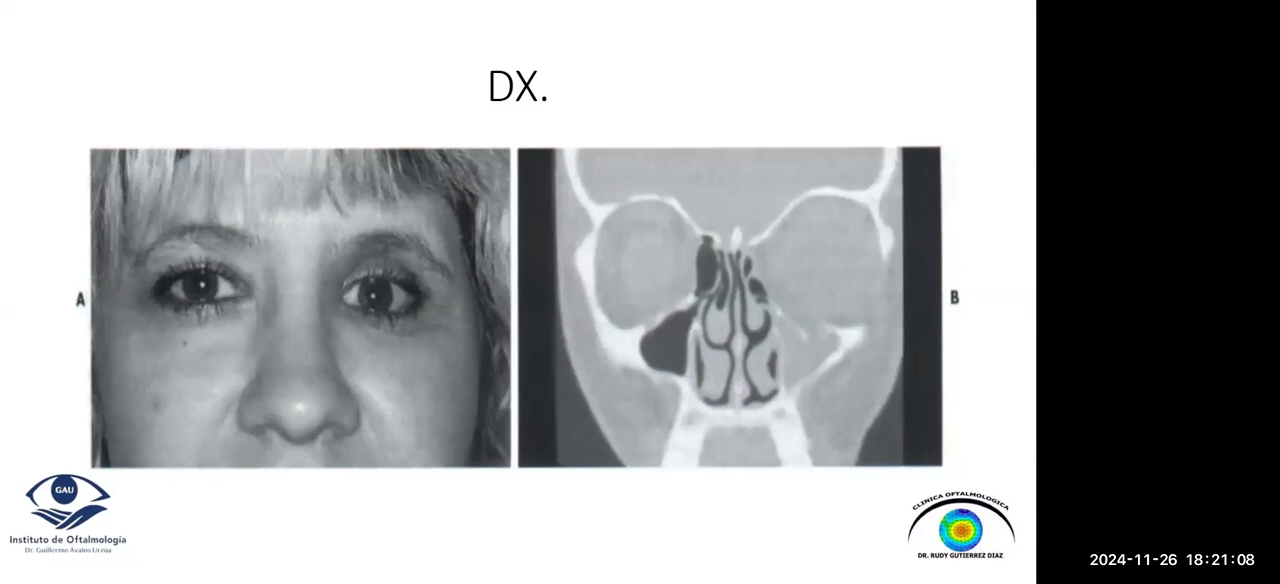 DX.
A
B
GAU
Instituto de Oftalmología
Dr. Guillermo Avalos Urzua
CLINICA OFTALMOLOGICA
DR. RUDY GUTIERREZ DIAZ
2024-11-26 18:21:08